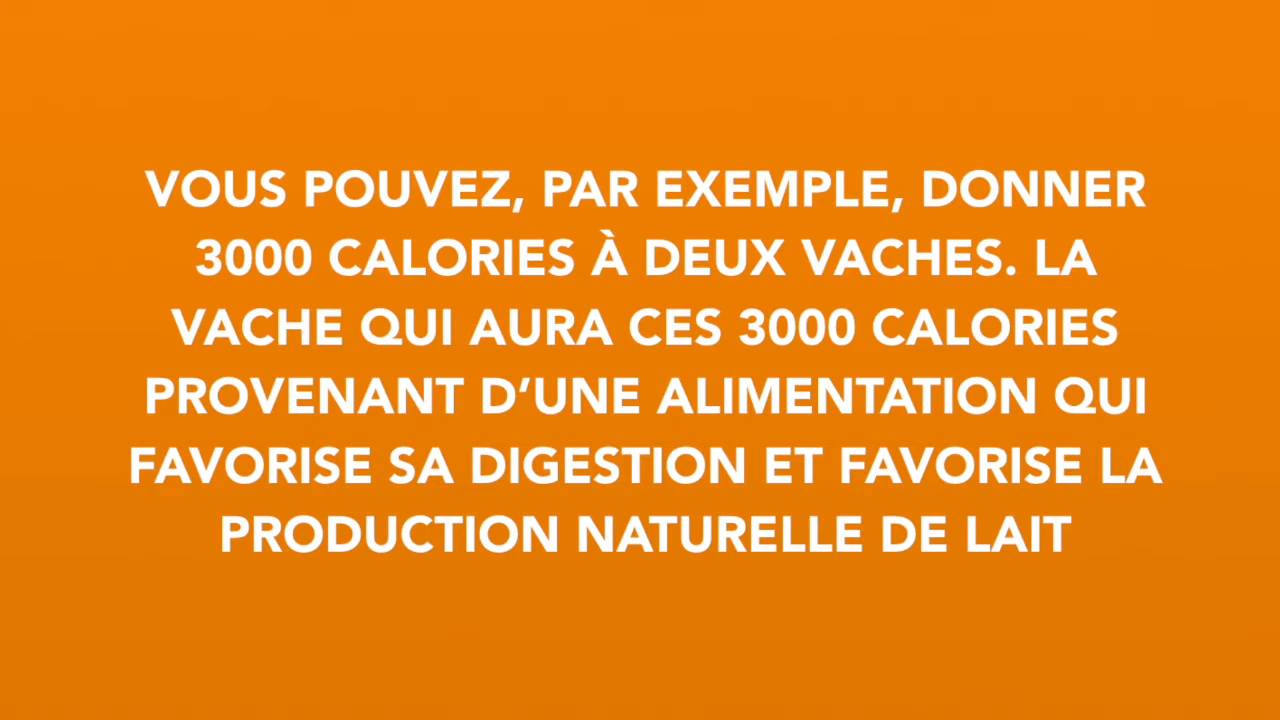 VOUS POUVEZ, PAR EXEMPLE, DONNER
3000 CALORIES À DEUX VACHES. LA
VACHE QUI AURA CES 3000 CALORIES
PROVENANT D’UNE ALIMENTATION QUI
FAVORISE SA DIGESTION ET FAVORISE LA
PRODUCTION NATURELLE DE LAIT